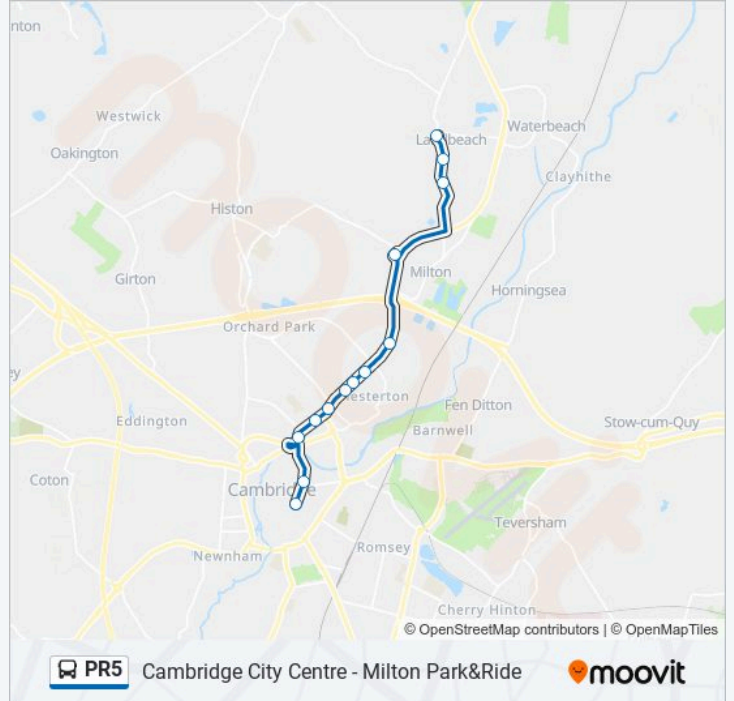 nton
Westwick
Landbeach
Waterbeach
Oakington
Clayhithe
Histon
Girton
Milton
Horningsea
Orchard Park
ey
Chesterton
Fen Ditton
Eddington
Barnwell
Stow-cum-Quy
Coton
Cambridge
Teversham
Newnham
Romsey
Cherry Hinton
© OpenStreetMap contributors | © OpenMapTiles
PR5 Cambridge City Centre - Milton Park&Ride moovit